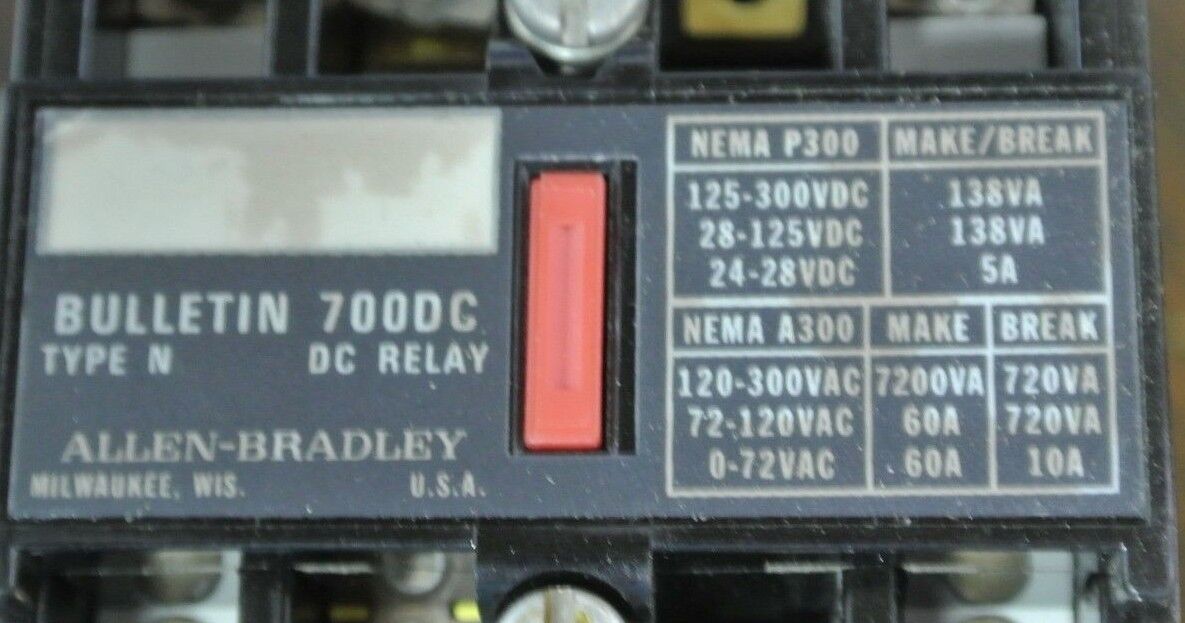 BULLETIN 700DC
TYPE N DC RELAY
ALLEN-BRADLEY
MILWAUKEE, WIS. U.S.A.
NEMA P300 MAKE/BREAK
125-300VDC 138VA
28-125VDC 138VA
24-28VDC 5A
NEMA A300 MAKE BREAK
120-300VAC 7200VA 720VA
72-120VAC 60A 720VA
0-72VAC 60A 10A